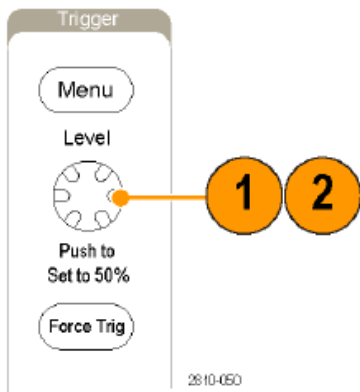 Trigger
Menu
Level
1 2
Push to
Set to 50%
Force Trig
2810-050